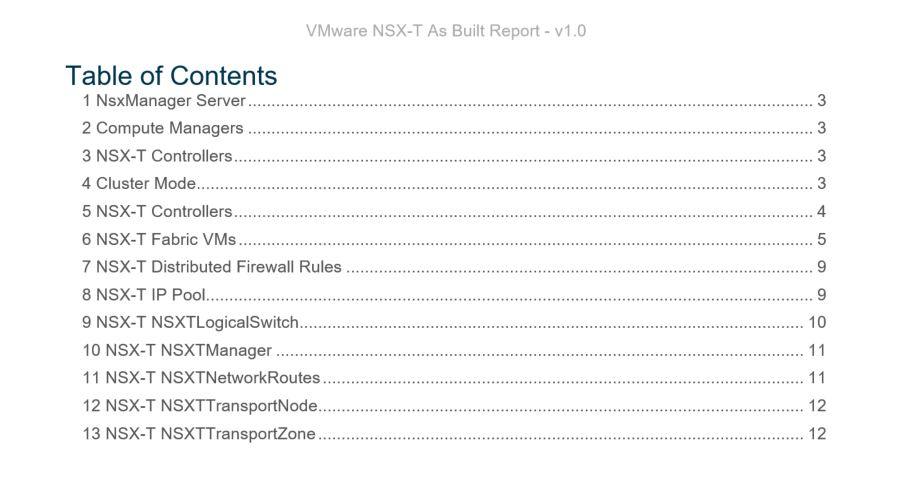 VMware NSX-T As Built Report - v1.0
Table of Contents
1 NsxManager Server........................................................................................................................ 3
2 Compute Managers ........................................................................................................................ 3
3 NSX-T Controllers........................................................................................................................... 3
4 Cluster Mode................................................................................................................................... 3
5 NSX-T Controllers........................................................................................................................... 4
6 NSX-T Fabric VMs .......................................................................................................................... 5
7 NSX-T Distributed Firewall Rules .................................................................................................... 9
8 NSX-T IP Pool................................................................................................................................. 9
9 NSX-T NSXTLogicalSwitch............................................................................................................ 10
10 NSX-T NSXTManager ................................................................................................................. 11
11 NSX-T NSXTNetworkRoutes....................................................................................................... 11
12 NSX-T NSXTTransportNode........................................................................................................ 12
13 NSX-T NSXTTransportZone ........................................................................................................ 12